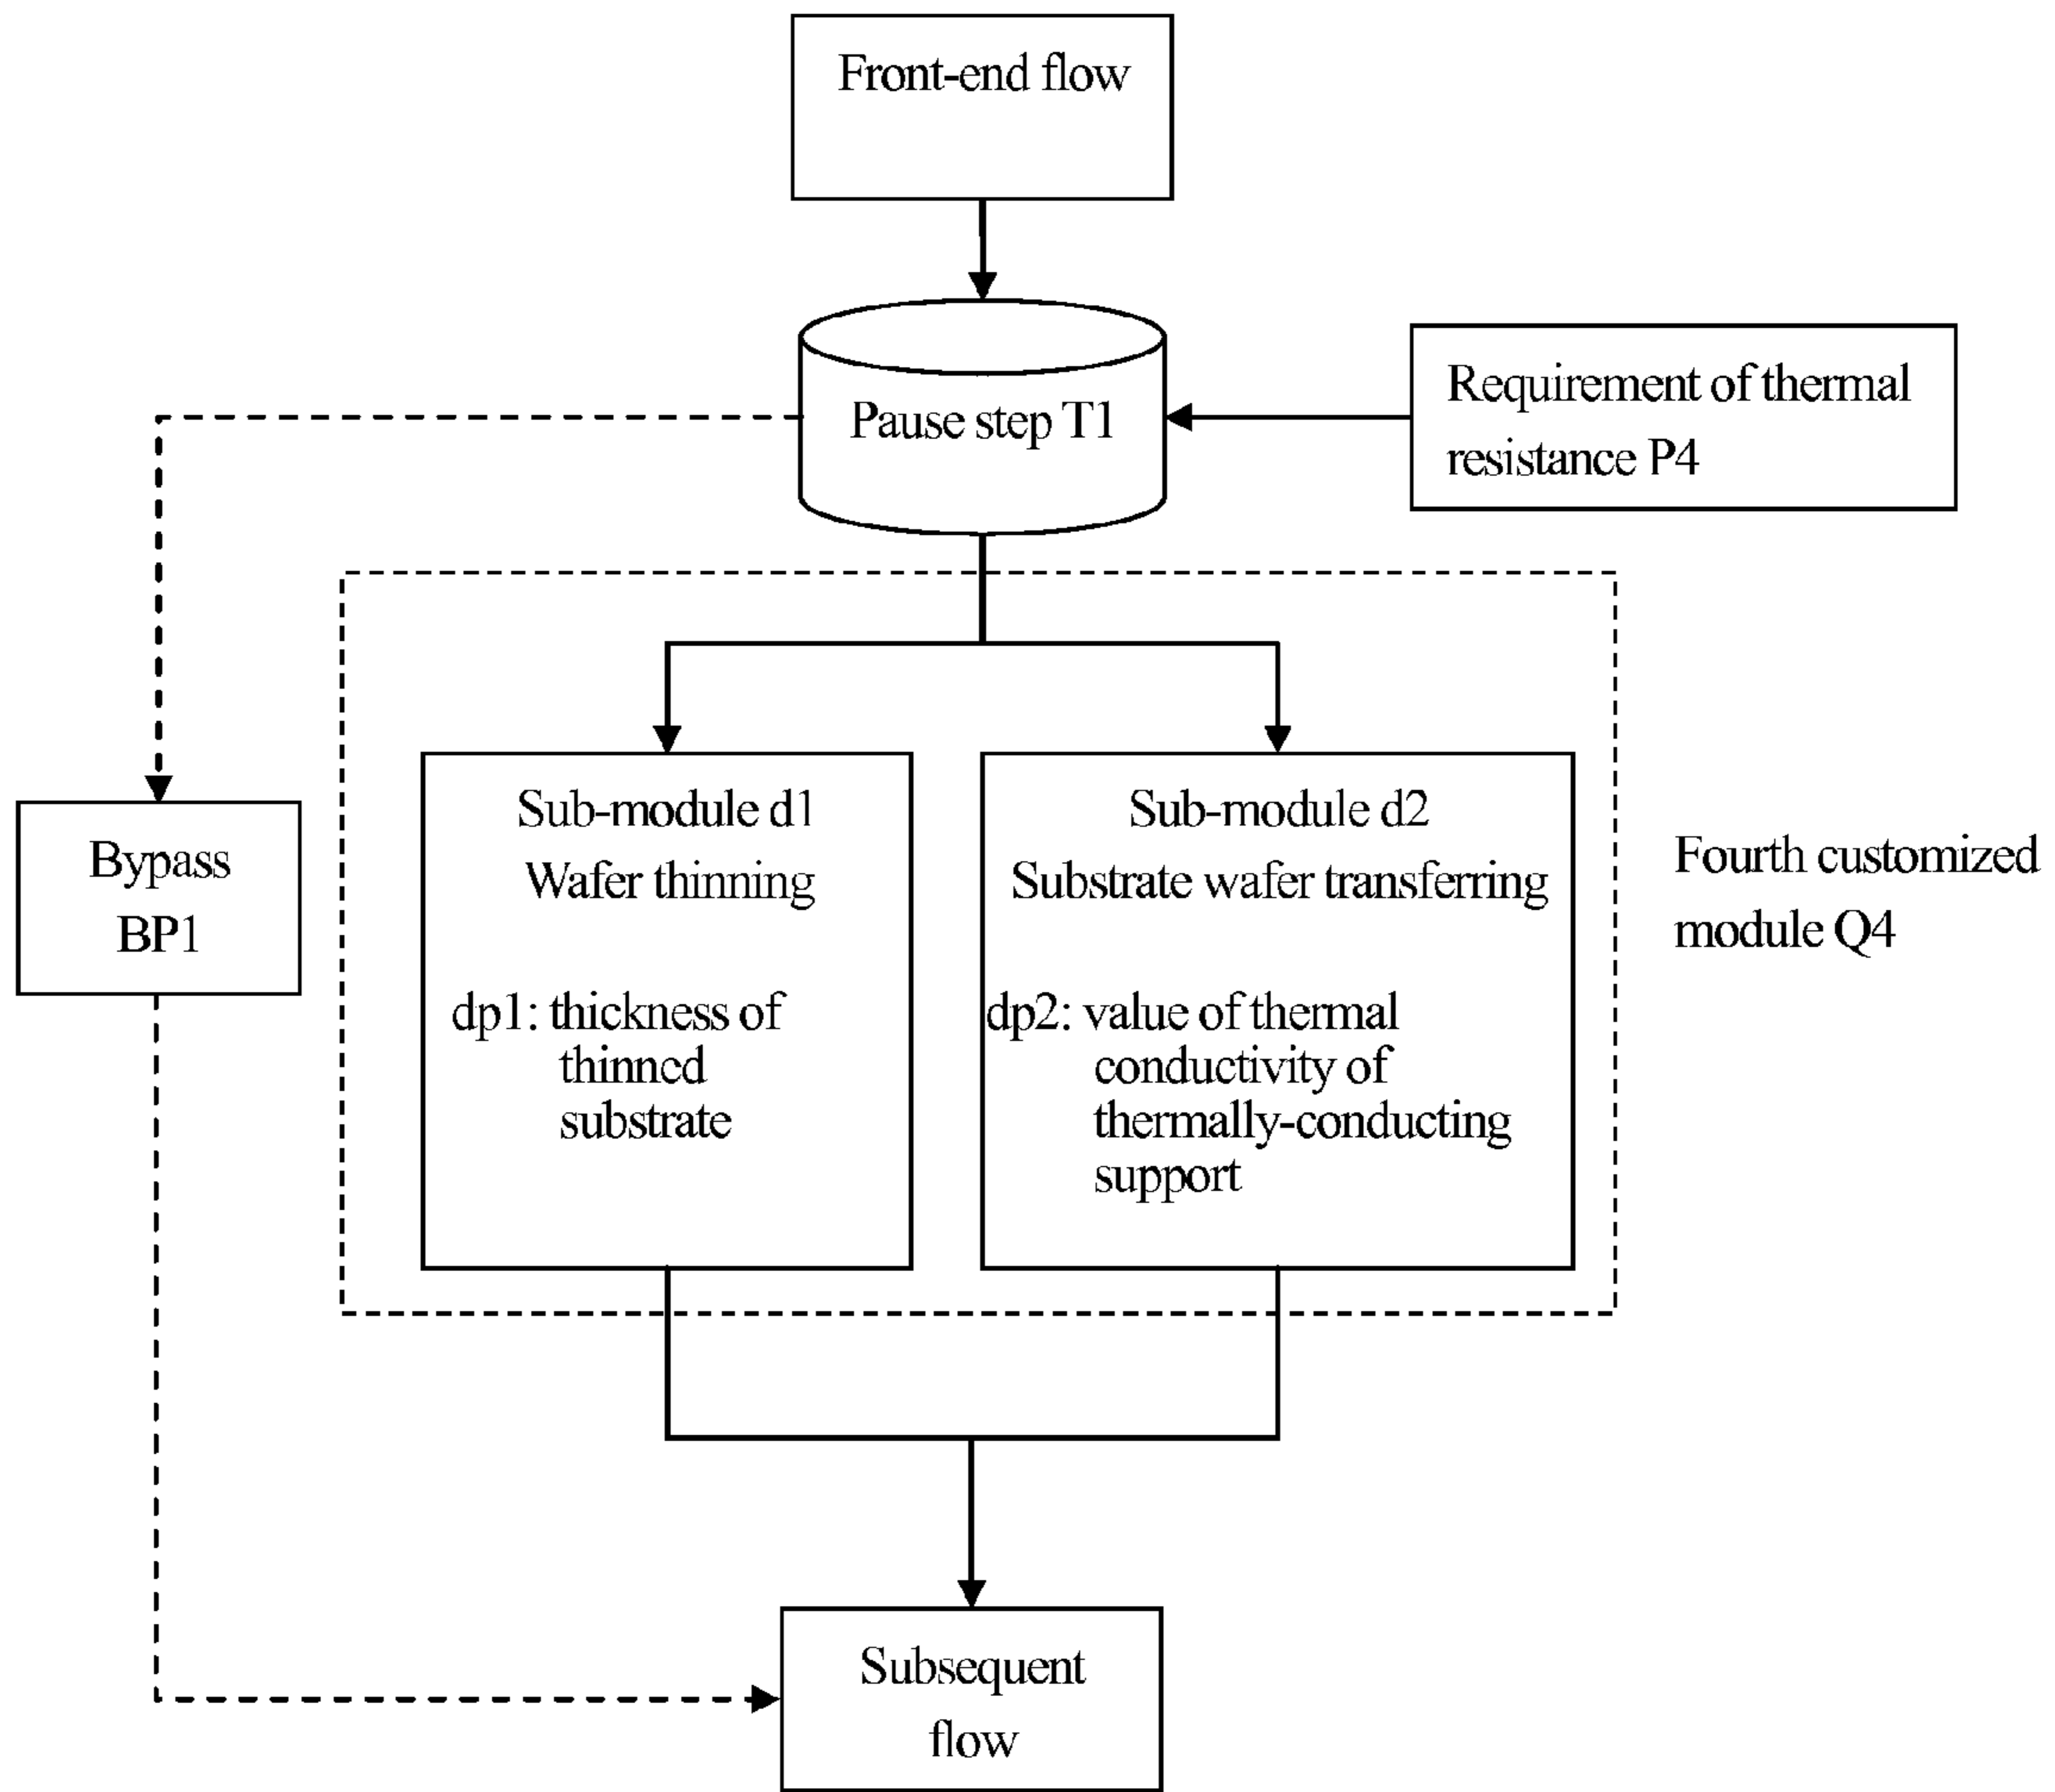 Front-end flow
Pause step T1
Requirement of thermal
resistance P4
Bypass
BP1
Sub-module d1
Wafer thinning
dp1: thickness of
thinned
substrate
Sub-module d2
Substrate wafer transferring
dp2: value of thermal
conductivity of
thermally-conducting
support
Fourth customized
module Q4
Subsequent
flow